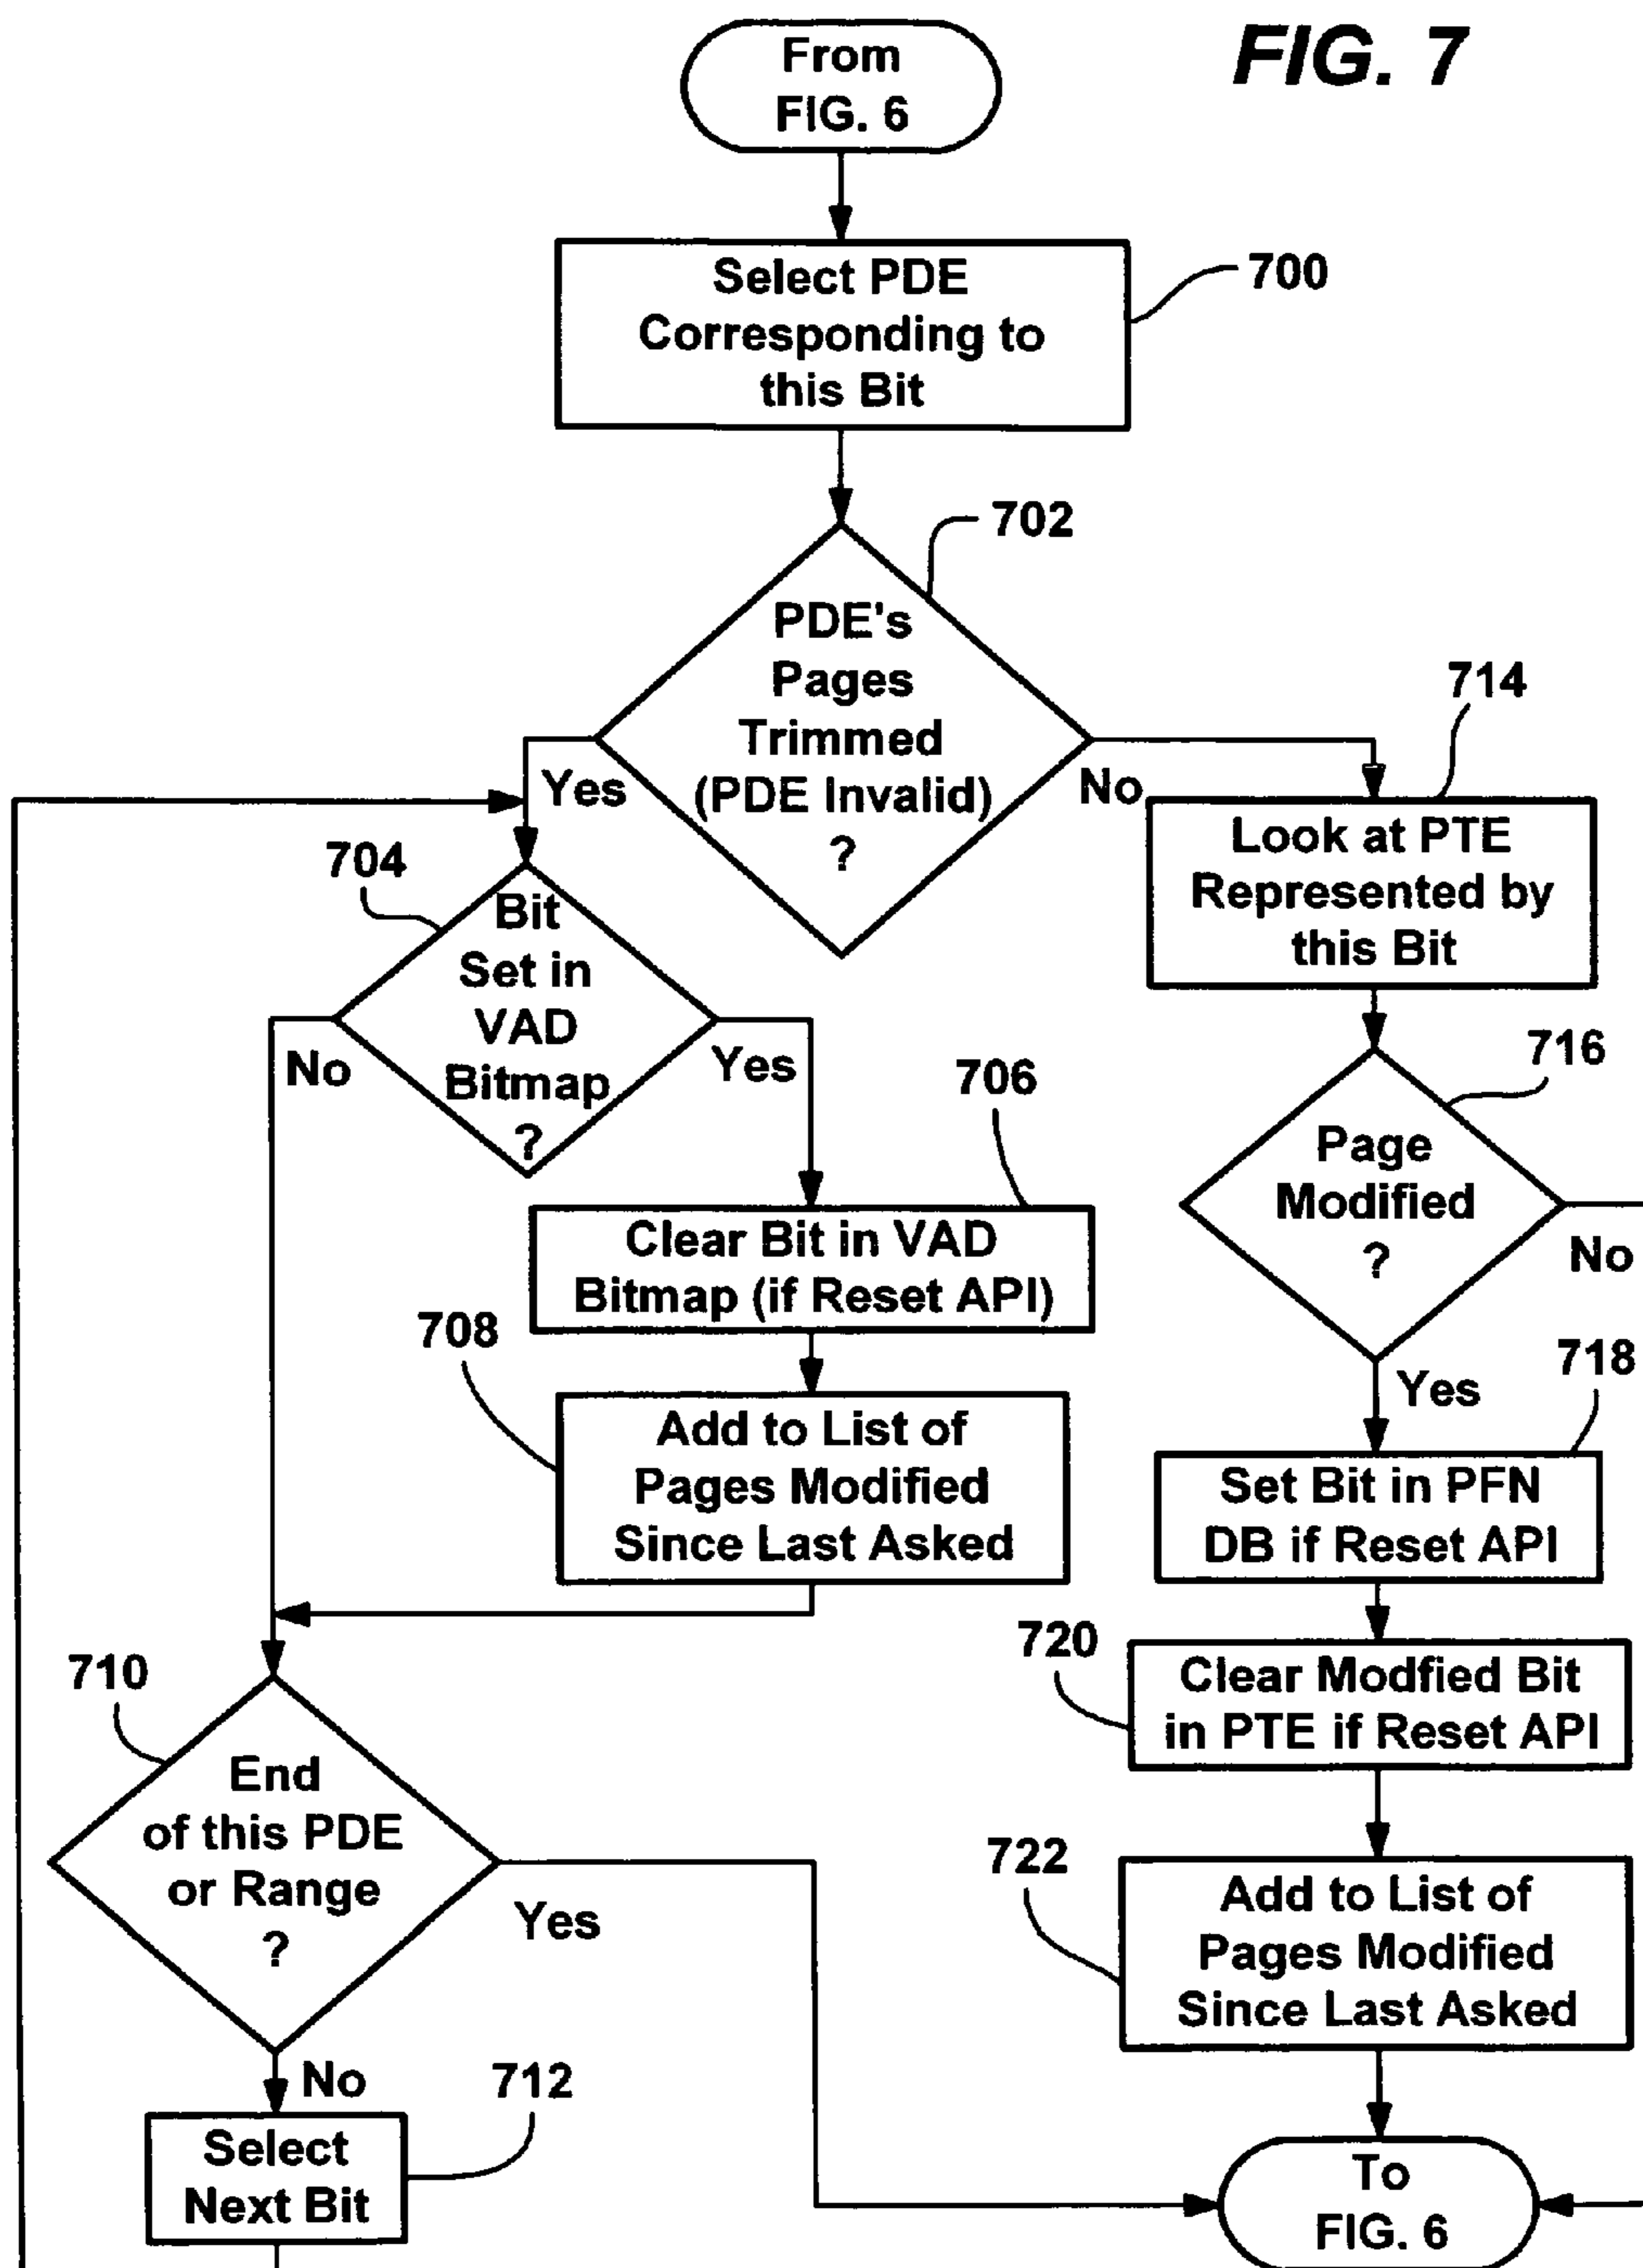 FIG. 7
From
FIG. 6
Select PDE
Corresponding to
this Bit
700
702
PDE's
Pages
Trimmed
(PDE Invalid)
?
Yes
No
704
Bit
Set in
VAD
Bitmap
?
No
Yes
706
Clear Bit in VAD
Bitmap (if Reset API)
708
Add to List of
Pages Modified
Since Last Asked
710
End
of this PDE
or Range
?
Yes
No
712
Select
Next Bit
714
Look at PTE
Represented by
this Bit
716
Page
Modified
?
No
Yes
718
Set Bit in PFN
DB if Reset API
720
Clear Modfied Bit
in PTE if Reset API
722
Add to List of
Pages Modified
Since Last Asked
To
FIG. 6